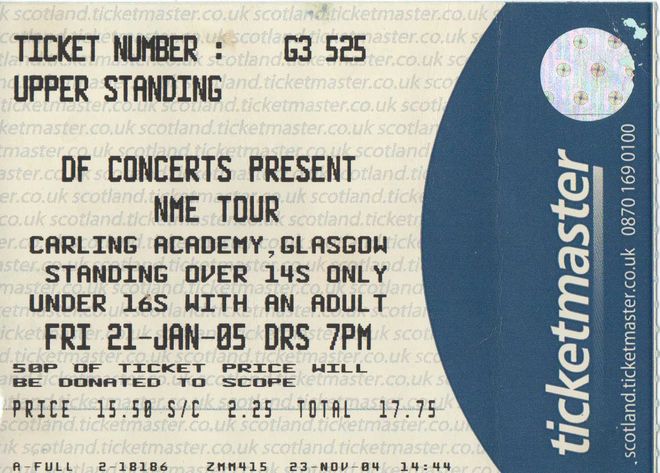 TICKET NUMBER : G3 525
UPPER STANDING
DF CONCERTS PRESENT
NME TOUR
CARLING ACADEMY,GLASGOW
STANDING OVER 14S ONLY
UNDER 16S WITH AN ADULT
FRI 21-JAN-05 DRS 7PM
50P OF TICKET PRICE WILL
BE DONATED TO SCOPE
PRICE 15.50 S/C 2.25 TOTAL 17.75
A-FULL 2-18186 ZMM415 23-NOV-04 14:44
ticketmaster
scotland.ticketmaster.co.uk 0870 169 0100